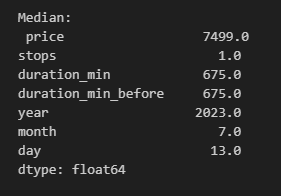 Median:
price 7499.0
stops 1.0
duration_min 675.0
duration_min_before 675.0
year 2023.0
month 7.0
day 13.0
dtype: float64